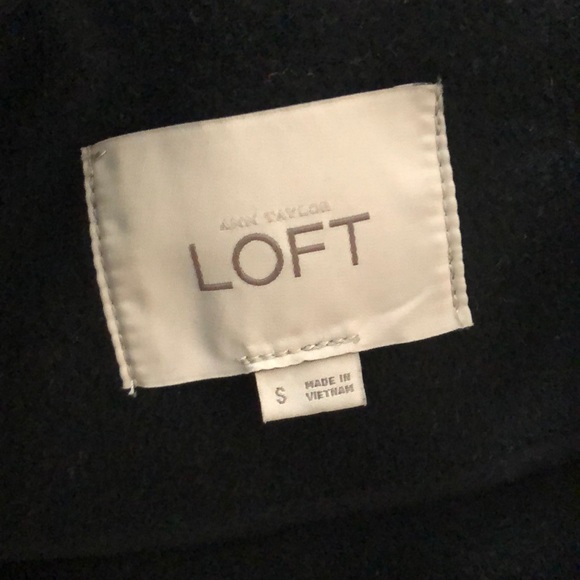 ANN TAYLOR
LOFT
S
MADE IN
VIETNAM